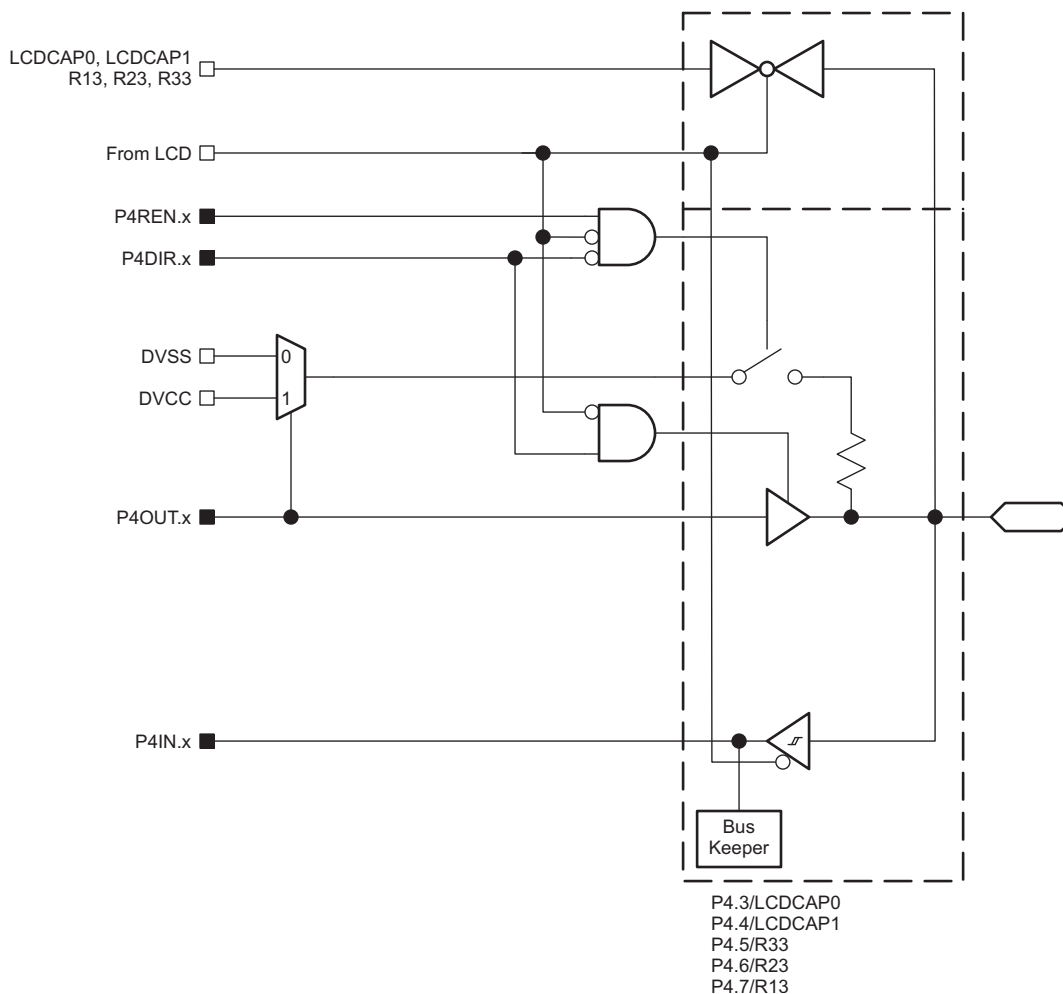 LCDCAP0, LCDCAP1
R13, R23, R33
From LCD
P4REN.x
P4DIR.x
DVSS
0
DVCC
1
P4OUT.x
P4IN.x
Bus
Keeper
P4.3/LCDCAP0
P4.4/LCDCAP1
P4.5/R33
P4.6/R23
P4.7/R13